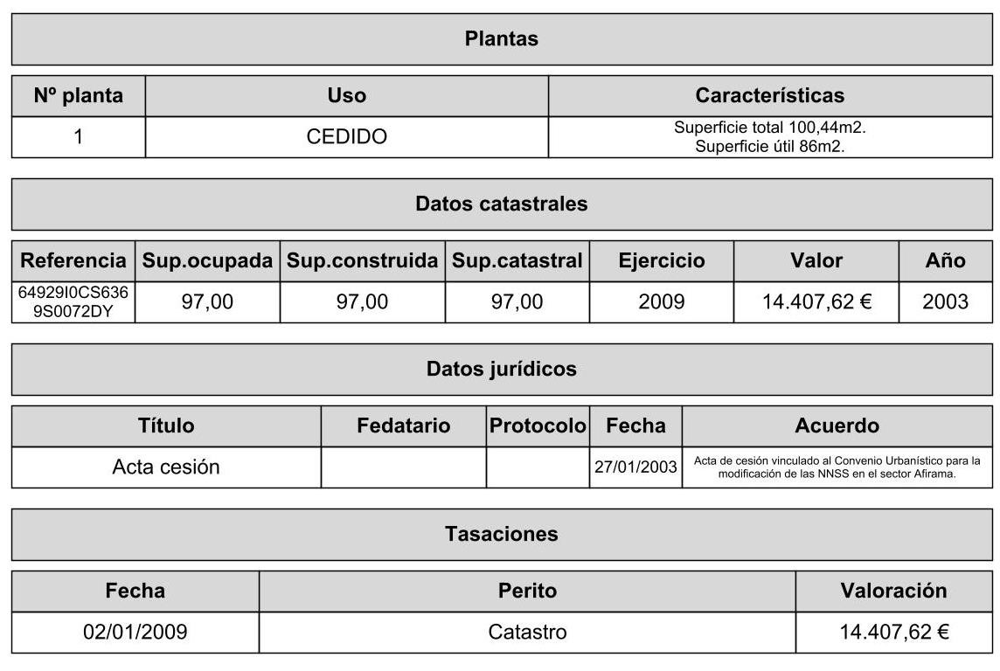 Plantas
Nº planta Uso Características
1 CEDIDO Superficie total 100,44m2.
Superficie útil 86m2.
Datos catastrales
Referencia Sup.ocupada Sup.construida Sup.catastral Ejercicio Valor Año
64929I0CS636
9S0072DY 97,00 97,00 97,00 2009 14.407,62 € 2003
Datos jurídicos
Título Fedatario Protocolo Fecha Acuerdo
Acta cesión 27/01/2003 Acta de cesión vinculado al Convenio Urbanístico para la
modificación de las NNSS en el sector Afirama.
Tasaciones
Fecha Perito Valoración
02/01/2009 Catastro 14.407,62 €